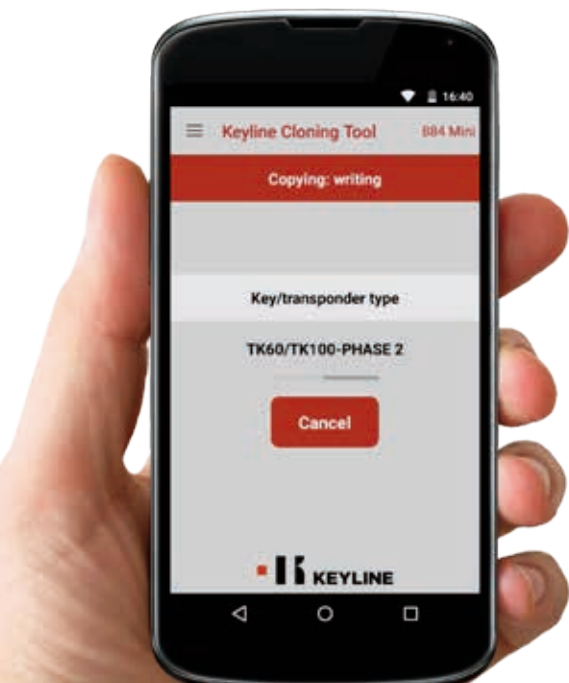 16:40
Keyline Cloning Tool 884 Mini
Copying: writing
Key/transponder type
TK60/TK100-PHASE 2
Cancel
KEYLINE